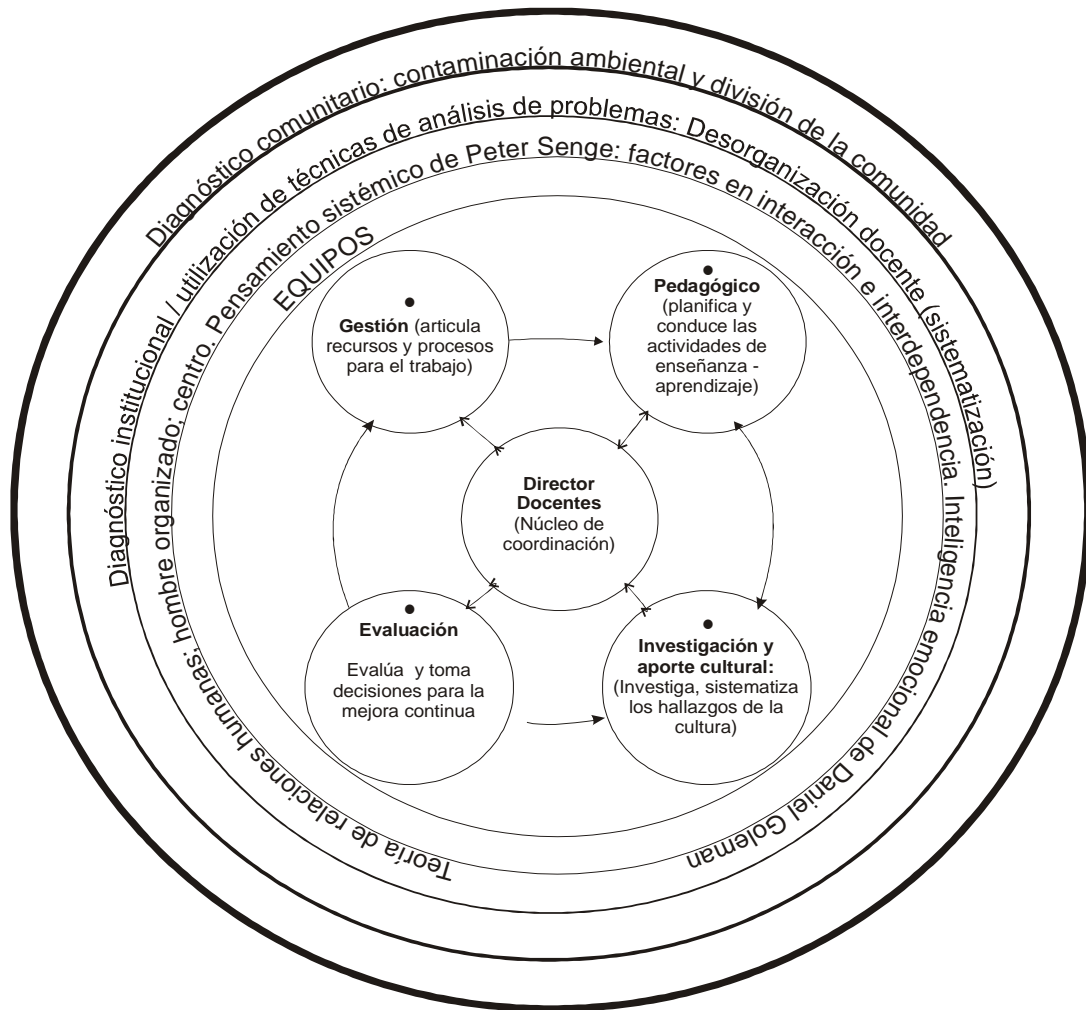 Diagnóstico comunitario: contaminación ambiental y división de la comunidad
Diagnóstico institucional / utilización de técnicas de análisis de problemas: Desorganización docente (sistematización)
Teoría de relaciones humanas: hombre organizado; centro. Pensamiento sistémico de Peter Senge: factores en interacción e interdependencia. Inteligencia emocional de Daniel Goleman
EQUIPOS
Gestión (articula
recursos y procesos
para el trabajo)
Pedagógico
(planifica y
conduce las
actividades de
enseñanza -
aprendizaje)
Director
Docentes
(Núcleo de
coordinación)
Evaluación
Evalúa y toma
decisiones para la
mejora continua
Investigación y
aporte cultural:
(Investiga, sistematiza
los hallazgos de la
cultura)